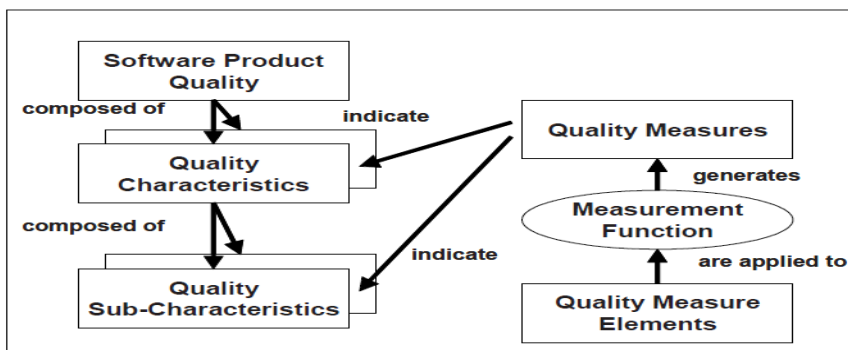 Software Product
Quality
composed of
indicate
Quality Measures
Quality
Characteristics
generates
Measurement
Function
composed of
indicate
are applied to
Quality
Sub-Characteristics
Quality Measure
Elements